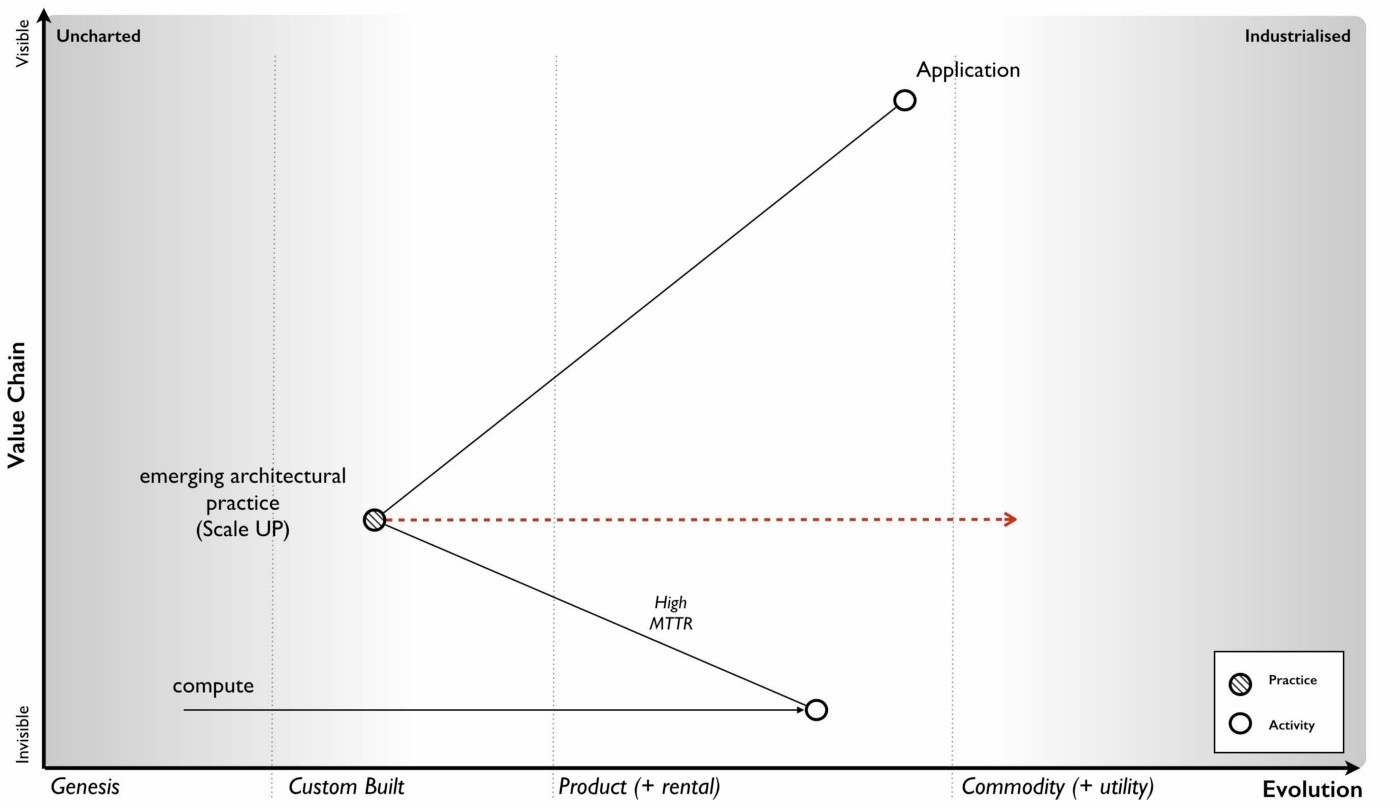 Visible
Uncharted
Industrialised
Application
Value Chain
emerging architectural
practice
(Scale UP)
High
MTTR
compute
Invisible
Practice
Activity
Genesis
Custom Built
Product (+ rental)
Commodity (+ utility)
Evolution